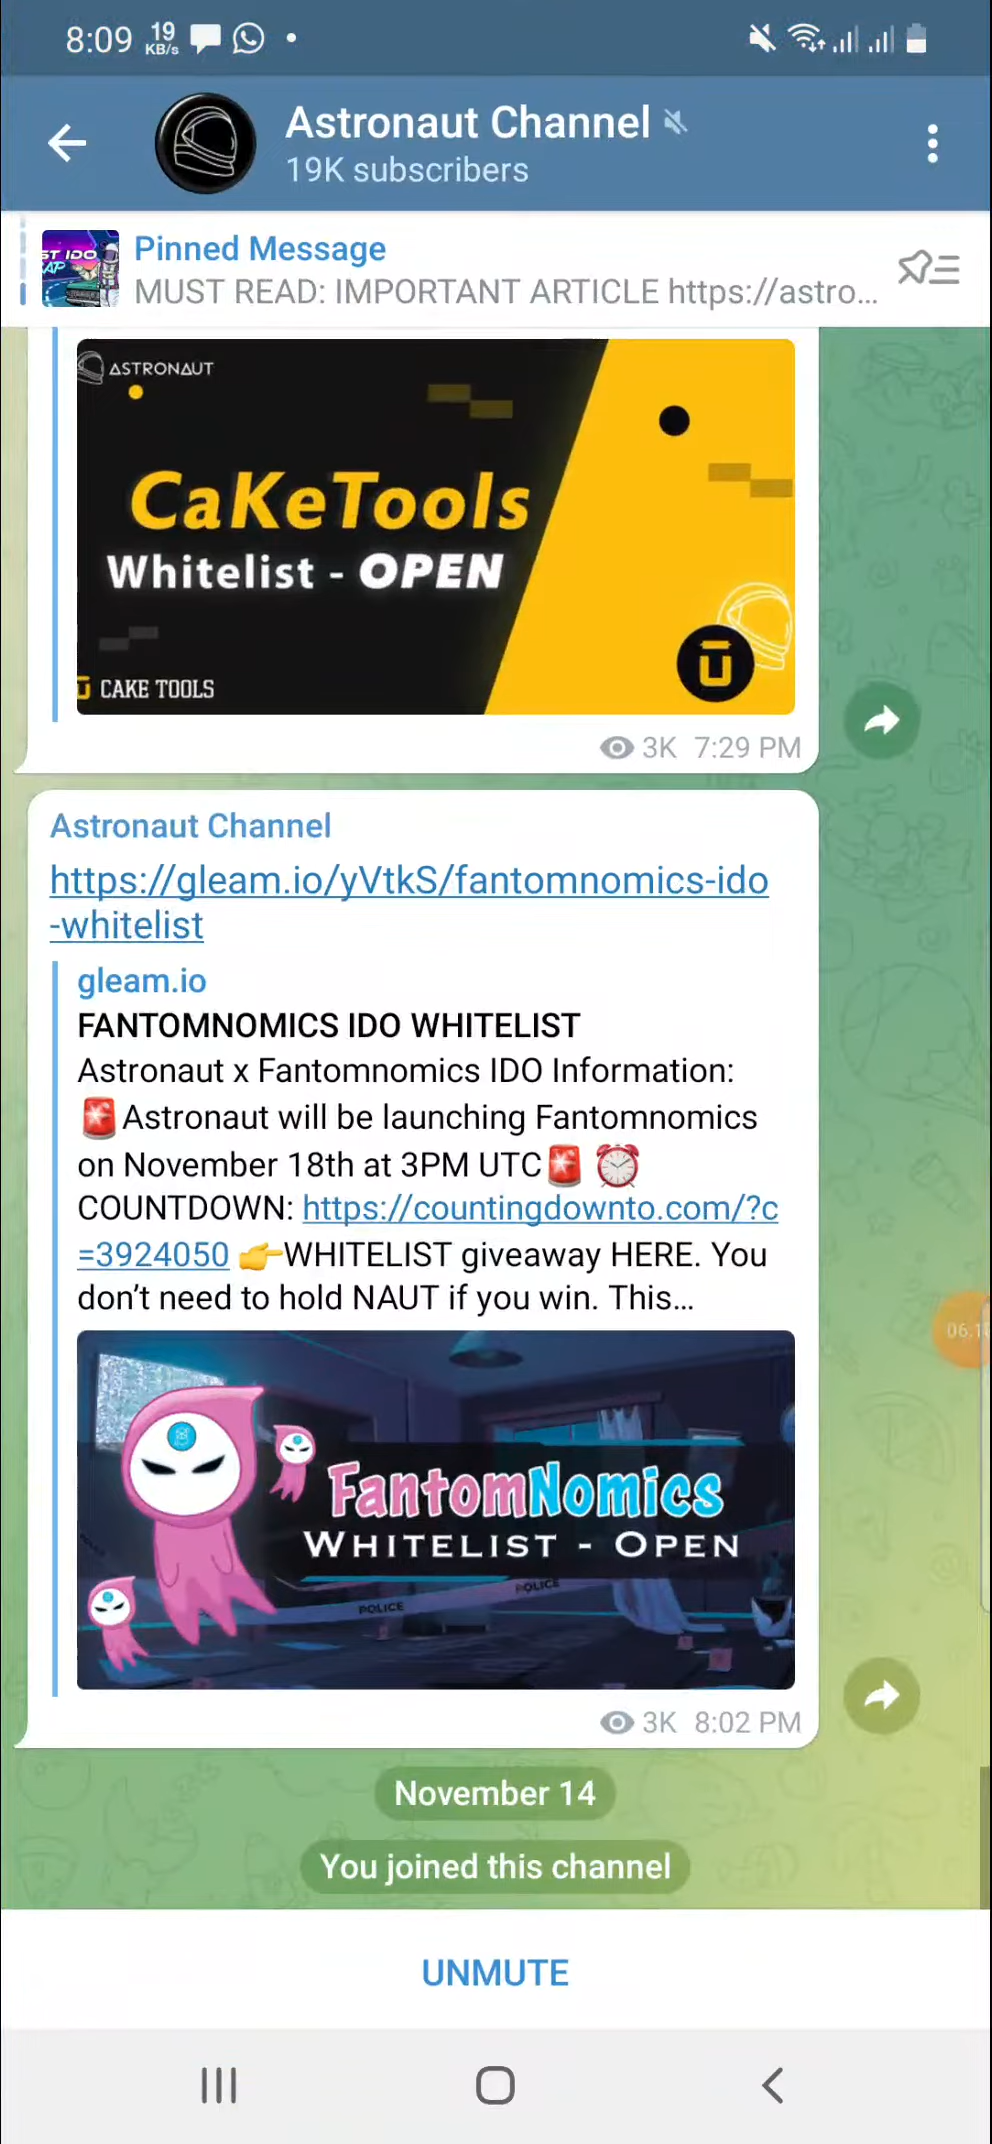 8:09 19 KB/s
Astronaut Channel
19K subscribers
Pinned Message
MUST READ: IMPORTANT ARTICLE https://astro...
ST IDO
AP
ASTRONAUT
CaKeTools
Whitelist - OPEN
CAKE TOOLS
3K 7:29 PM
Astronaut Channel
https://gleam.io/yVtkS/fantomnomics-ido
-whitelist
gleam.io
FANTOMNOMICS IDO WHITELIST
Astronaut x Fantomnomics IDO Information:
🚨Astronaut will be launching Fantomnomics
on November 18th at 3PM UTC🚨 ⏰
COUNTDOWN: https://countingdownto.com/?c
=3924050 👉WHITELIST giveaway HERE. You
don’t need to hold NAUT if you win. This...
FantomNomics
WHITELIST - OPEN
POLICE
POLICE
3K 8:02 PM
November 14
You joined this channel
UNMUTE